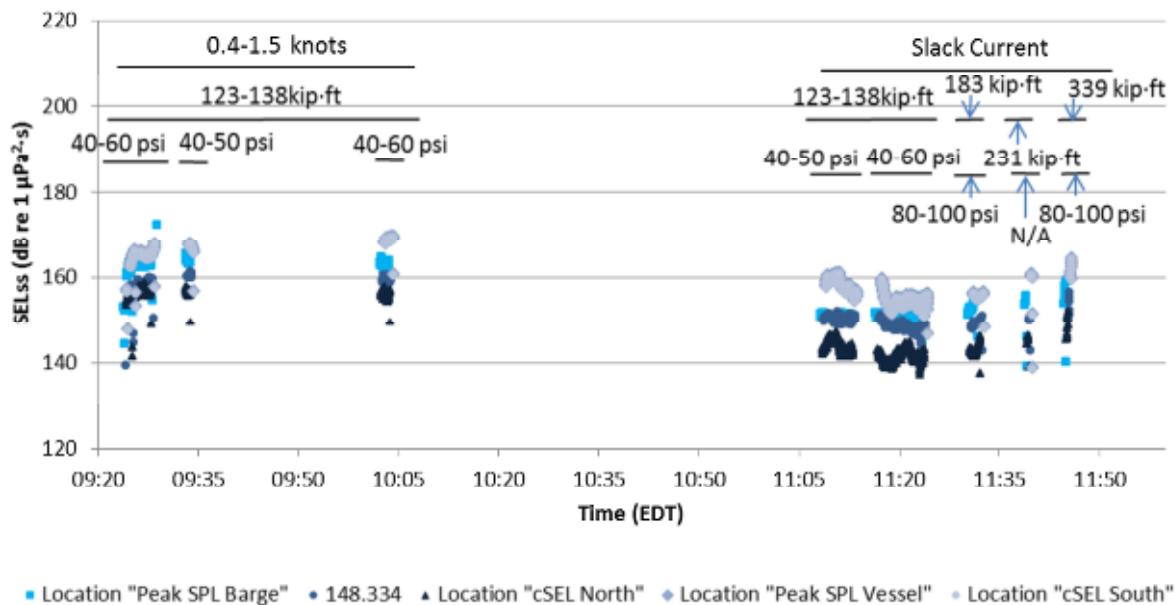 220
0.4-1.5 knots
Slack Current
200
123-138kip·ft
123-138kip·ft
183 kip·ft
339 kip·ft
40-60 psi
40-50 psi
40-60 psi
40-50 psi
40-60 psi
231 kip·ft
180
80-100 psi
N/A
80-100 psi
160
140
120
SELss (dB re 1 µPa²·s)
09:20
09:35
09:50
10:05
10:20
10:35
10:50
11:05
11:20
11:35
11:50
Time (EDT)
Location "Peak SPL Barge"
148.334
Location "cSEL North"
Location "Peak SPL Vessel"
Location "cSEL South"